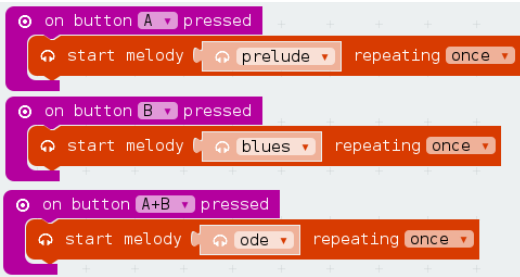 on button A pressed
start melody prelude repeating once
on button B pressed
start melody blues repeating once
on button A+B pressed
start melody ode repeating once